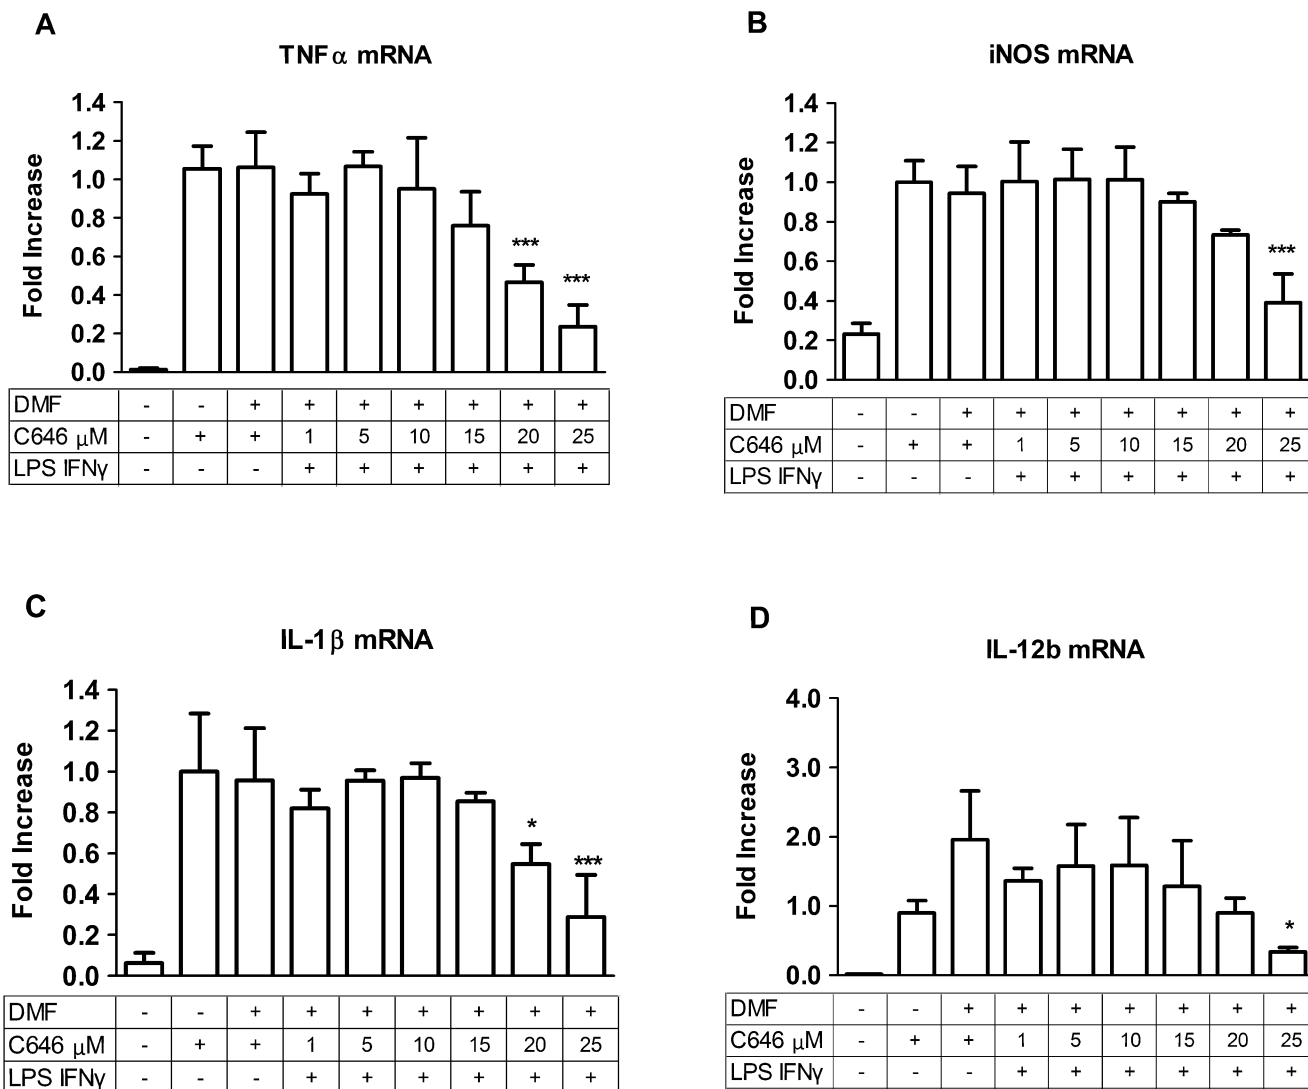 A
TNFα mRNA
Fold Increase
1.4
1.2
1.0
0.8
0.6
0.4
0.2
0.0
***
***
DMF - - + + + + + + +
C646 μM - + + 1 5 10 15 20 25
LPS IFNγ - - - + + + + + +
B
iNOS mRNA
Fold Increase
1.4
1.2
1.0
0.8
0.6
0.4
0.2
0.0
***
DMF - - + + + + + + +
C646 μM - + + 1 5 10 15 20 25
LPS IFNγ - - - + + + + + +
C
IL-1β mRNA
Fold Increase
1.4
1.2
1.0
0.8
0.6
0.4
0.2
0.0
*
***
DMF - - + + + + + + +
C646 μM - + + 1 5 10 15 20 25
LPS IFNγ - - - + + + + + +
D
IL-12b mRNA
Fold Increase
4.0
3.0
2.0
1.0
0.0
*
DMF - - + + + + + + +
C646 μM - + + 1 5 10 15 20 25
LPS IFNγ - - - + + + + + +